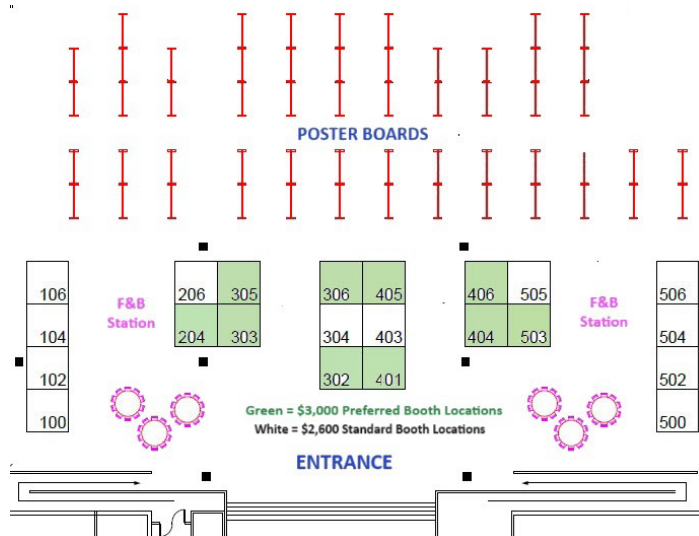 POSTER BOARDS
106
206
305
306
405
406
505
506
F&B
Station
F&B
Station
104
204
303
304
403
404
503
504
102
302
401
502
100
500
Green = $3,000 Preferred Booth Locations
White = $2,600 Standard Booth Locations
ENTRANCE